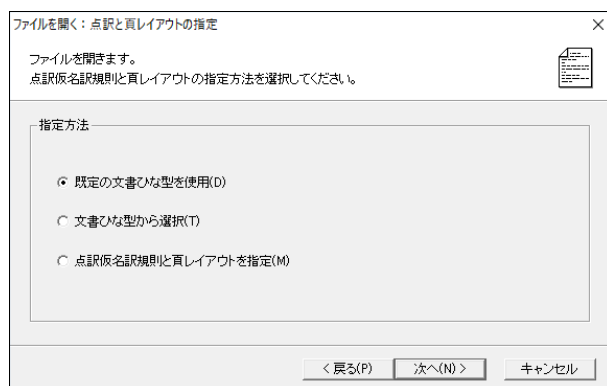 ファイルを開く：点訳と頁レイアウトの指定
ファイルを開きます。
点訳仮名訳規則と頁レイアウトの指定方法を選択してください。
指定方法
既定の文書ひな型を使用(D)
文書ひな型から選択(T)
点訳仮名訳規則と頁レイアウトを指定(M)
< 戻る(P)
次へ(N) >
キャンセル